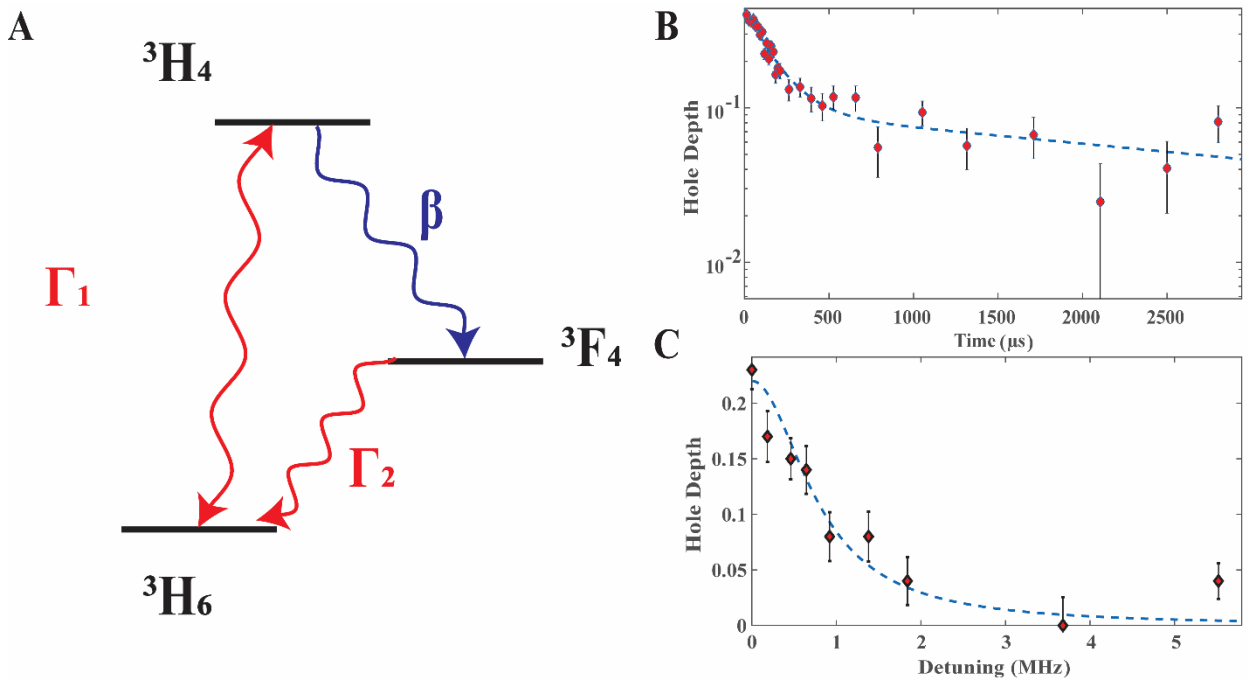 A
³H₄
β
Γ₁
³F₄
Γ₂
³H₆
B
Hole Depth
10⁻¹
10⁻²
0 500 1000 1500 2000 2500
Time (µs)
C
Hole Depth
0.2
0.15
0.1
0.05
0
0 1 2 3 4 5
Detuning (MHz)